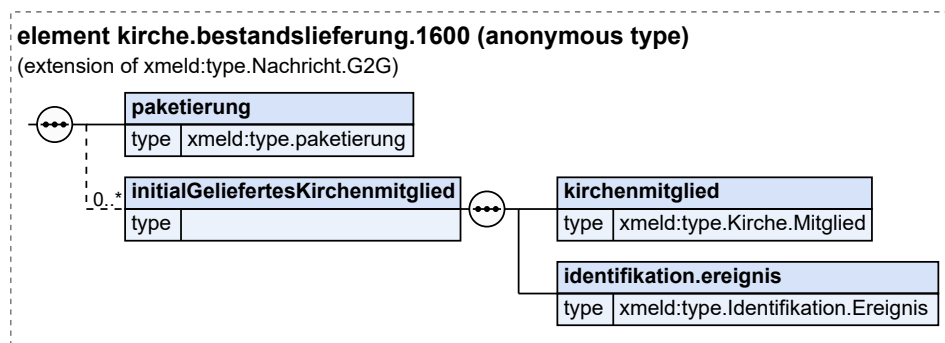 element kirche.bestandslieferung.1600 (anonymous type)
(extension of xmeld:type.Nachricht.G2G)
paketierung
type xmeld:type.paketierung
0..*
initialGeliefertesKirchenmitglied
type
kirchenmitglied
type xmeld:type.Kirche.Mitglied
identifikation.ereignis
type xmeld:type.Identifikation.Ereignis